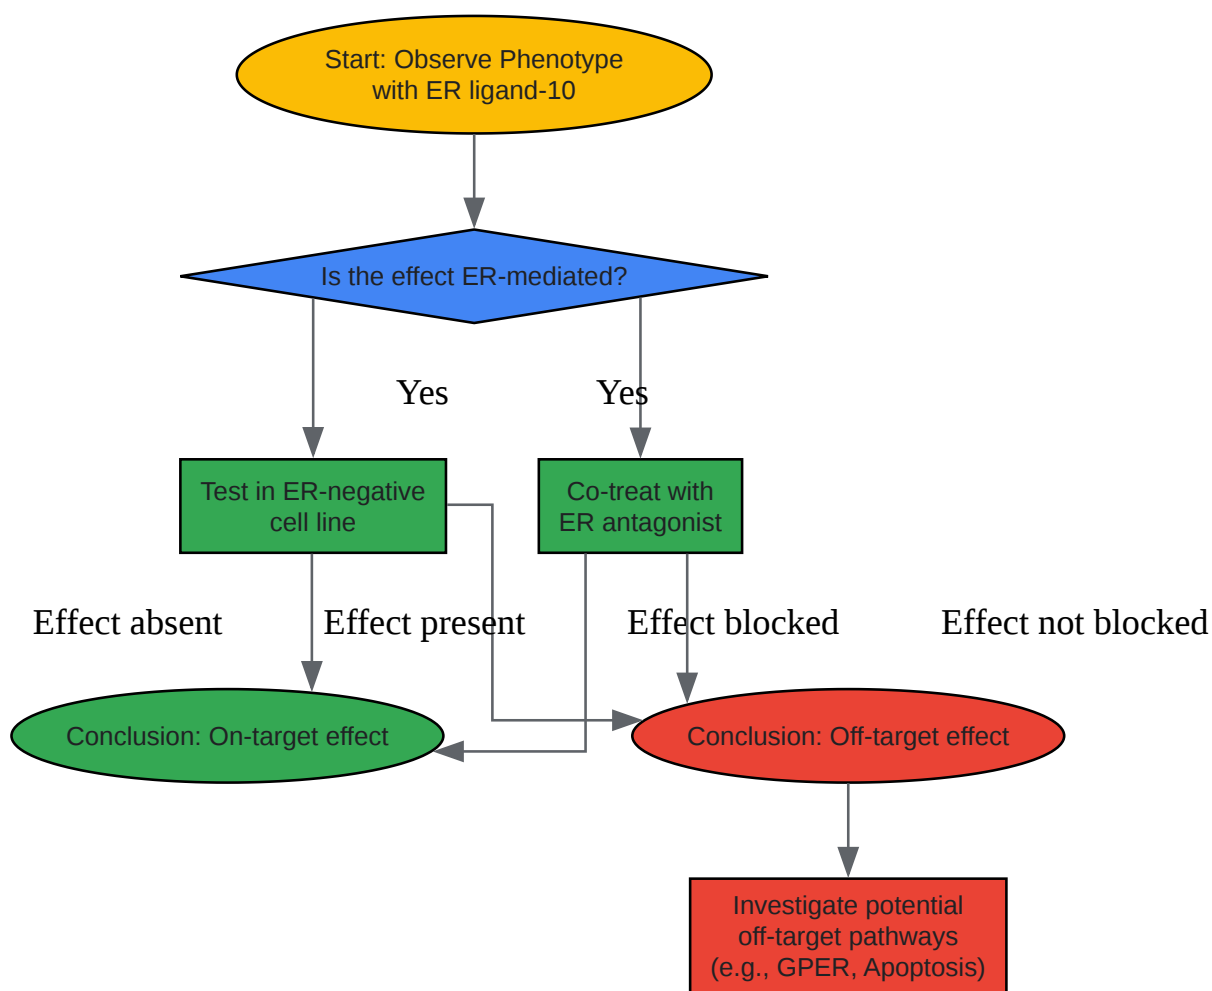 Start: Observe Phenotype
with ER ligand-10
Is the effect ER-mediated?
Yes
Yes
Test in ER-negative
cell line
Co-treat with
ER antagonist
Effect absent
Effect present
Effect blocked
Effect not blocked
Conclusion: On-target effect
Conclusion: Off-target effect
Investigate potential
off-target pathways
(e.g., GPER, Apoptosis)